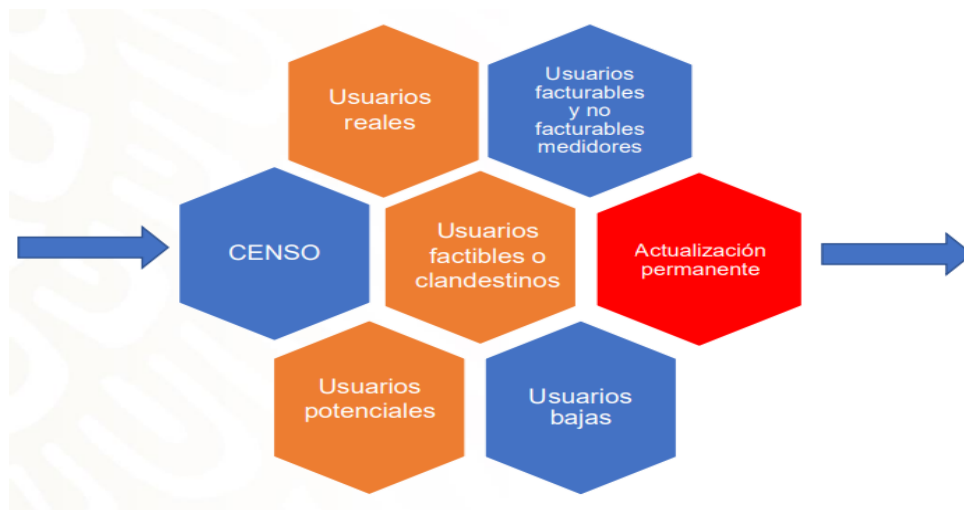 Usuarios
reales
Usuarios
facturables
y no
facturables
medidores
CENSO
Usuarios
factibles o
clandestinos
Actualización
permanente
Usuarios
potenciales
Usuarios
bajas